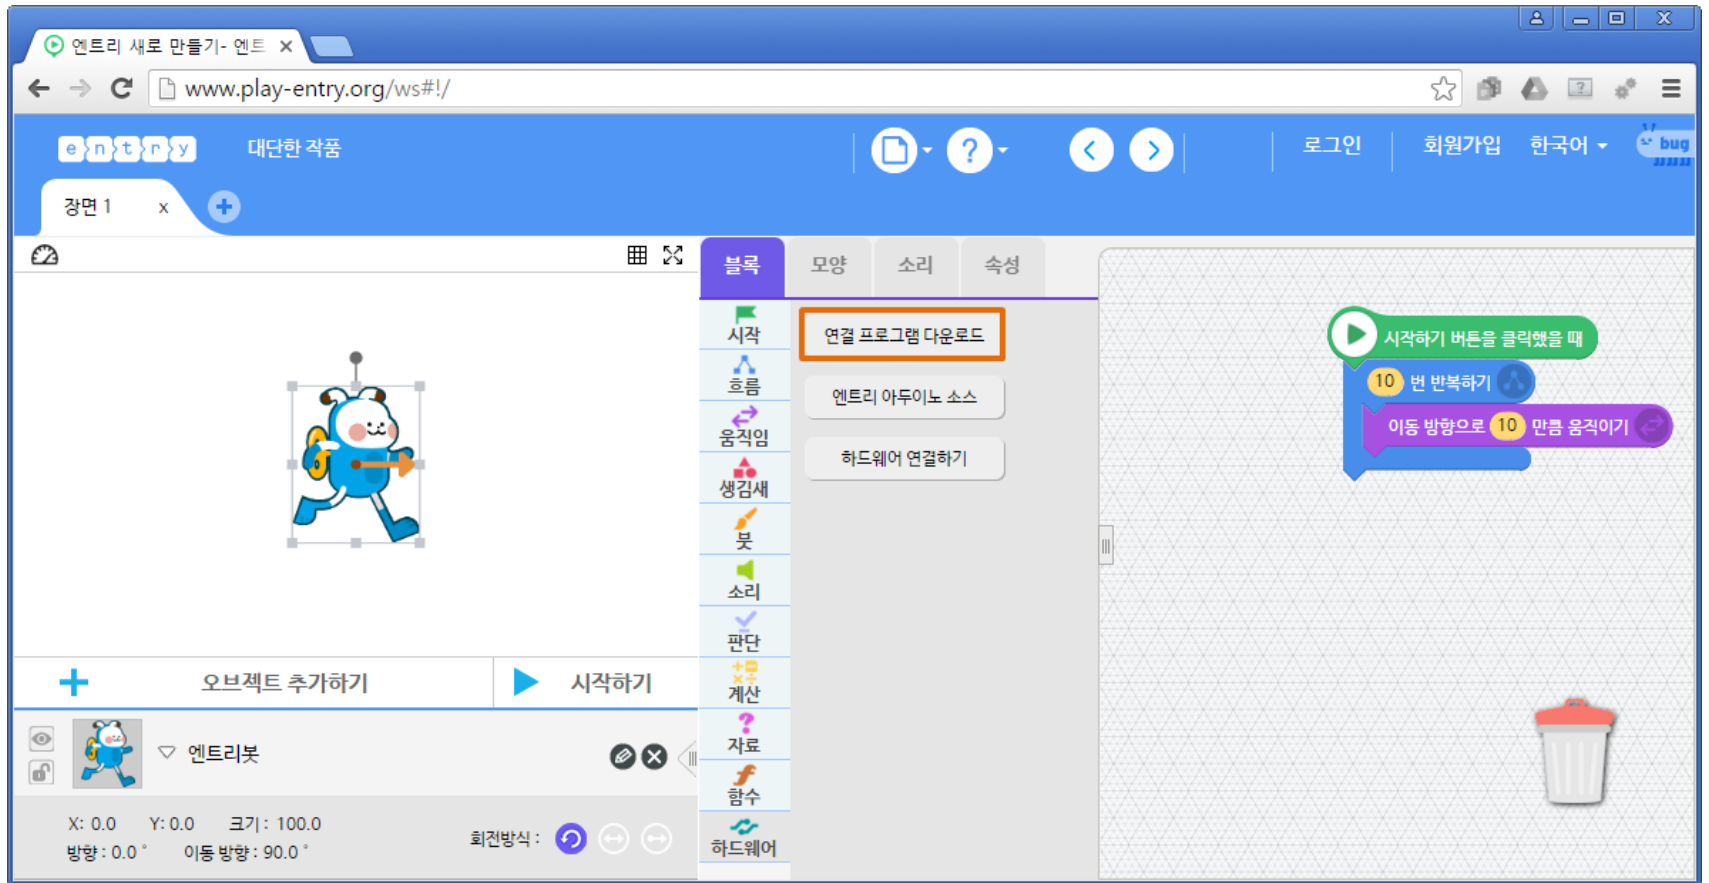 엔트리 새로 만들기- 엔트
www.play-entry.org/ws#!/
entry
대단한 작품
로그인
회원가입
한국어
bug
장면 1 x
블록
모양
소리
속성
시작
흐름
움직임
생김새
붓
소리
판단
계산
자료
함수
하드웨어
연결 프로그램 다운로드
엔트리 아두이노 소스
하드웨어 연결하기
시작하기 버튼을 클릭했을 때
10 번 반복하기
이동 방향으로 10 만큼 움직이기
오브젝트 추가하기
시작하기
엔트리봇
X: 0.0 Y: 0.0 크기 : 100.0
방향 : 0.0 ˚ 이동 방향 : 90.0 ˚
회전방식 :